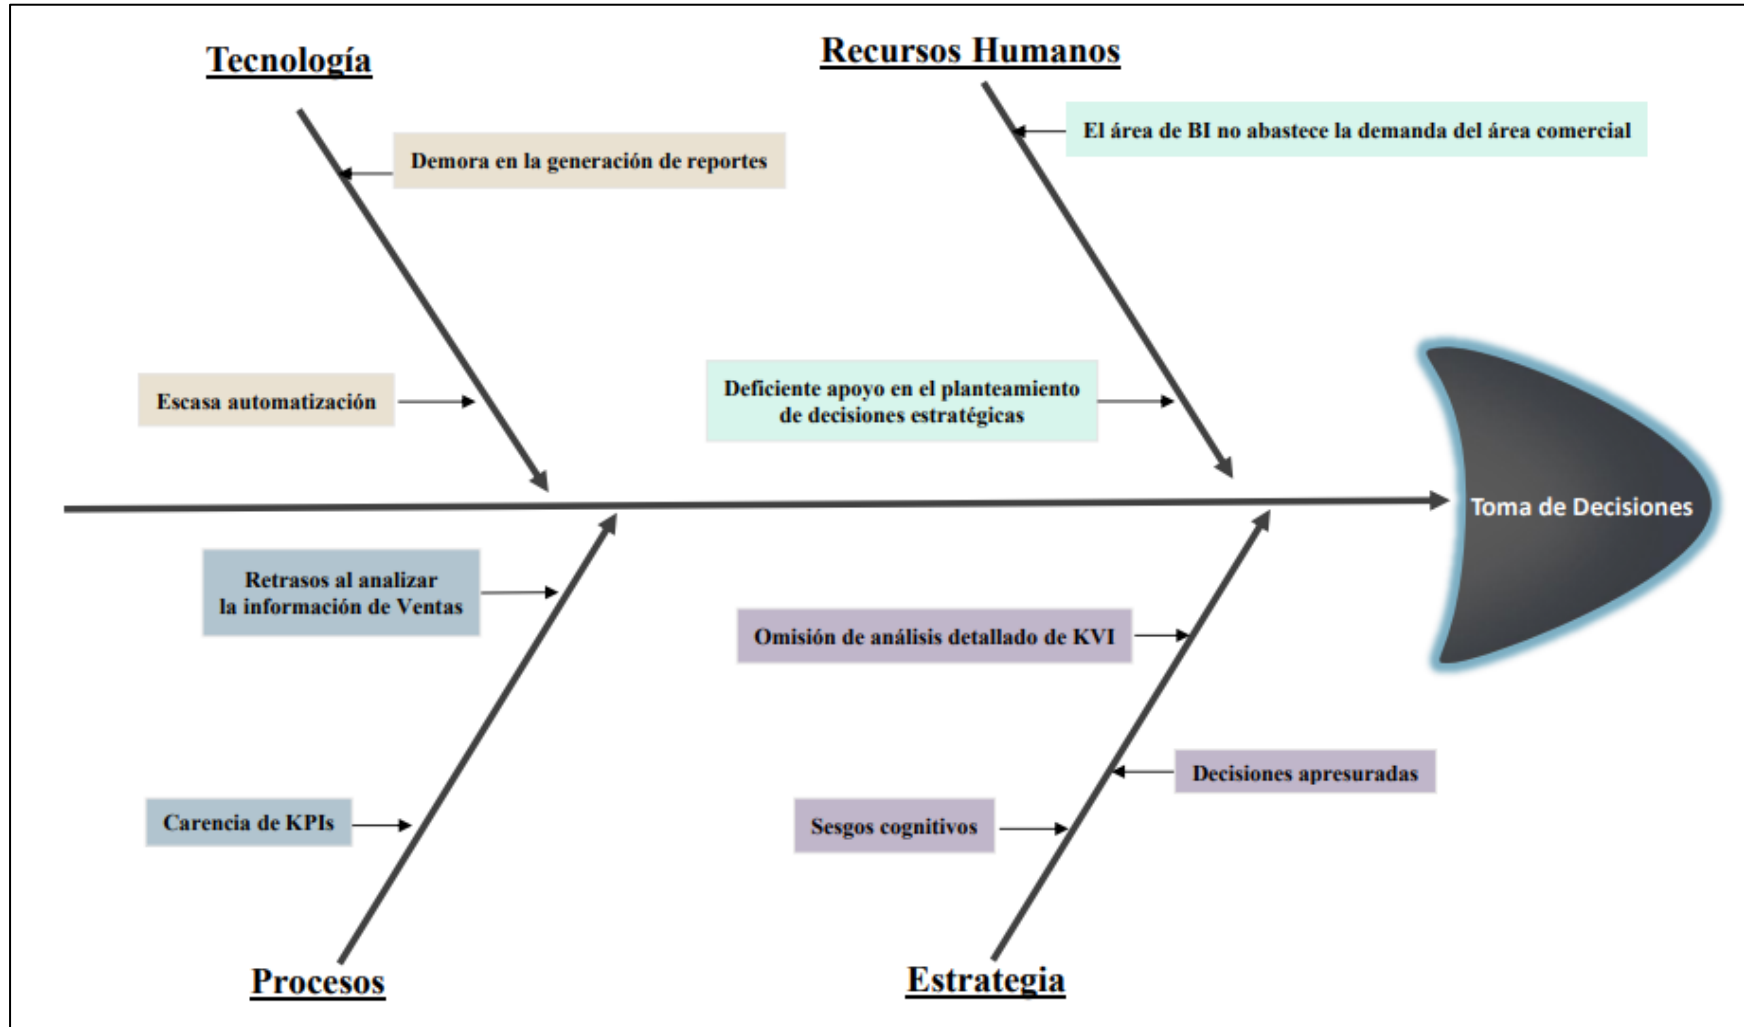 Tecnología
Recursos Humanos
El área de BI no abastece la demanda del área comercial
Demora en la generación de reportes
Escasa automatización
Deficiente apoyo en el planteamiento
de decisiones estratégicas
Toma de Decisiones
Retrasos al analizar
la información de Ventas
Omisión de análisis detallado de KVI
Decisiones apresuradas
Carencia de KPIs
Sesgos cognitivos
Procesos
Estrategia